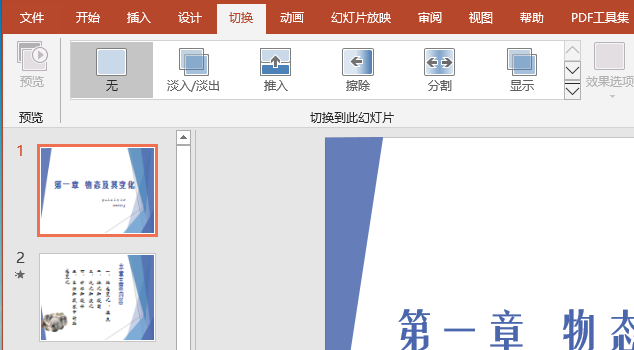 文件 开始 插入 设计 切换 动画 幻灯片放映 审阅 视图 帮助 PDF工具集
预览 无 淡入/淡出 推入 擦除 分割 显示 效果选项
预览 切换到此幻灯片
1
第一章 物态及其变化
2
第一章 物态